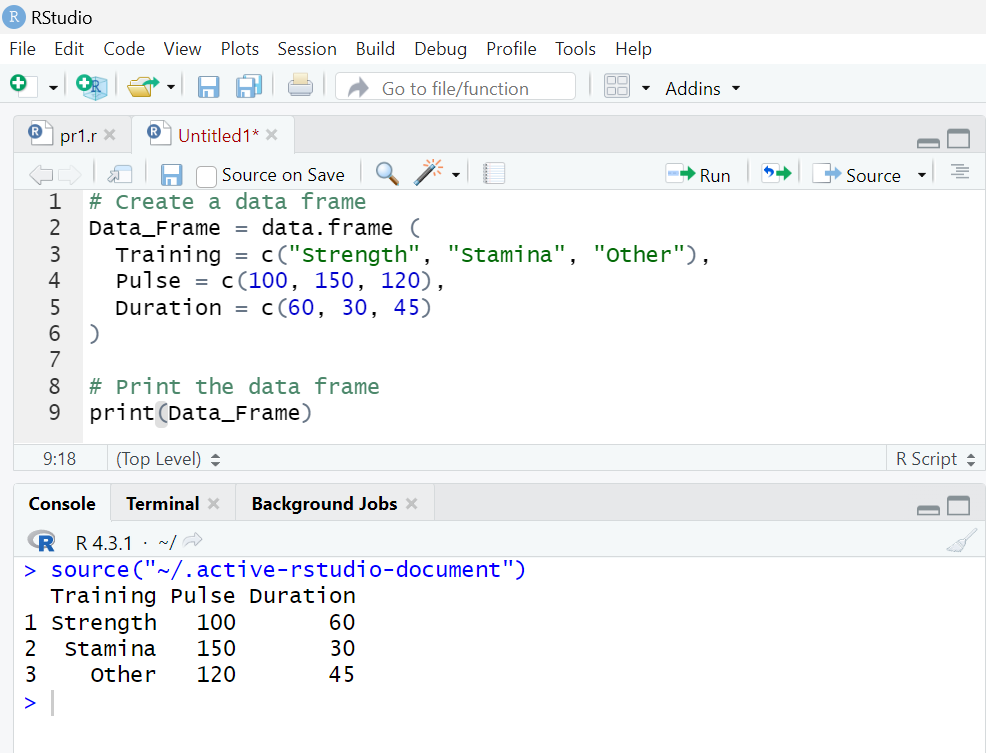 R RStudio
File Edit Code View Plots Session Build Debug Profile Tools Help
R Go to file/function Addins
R pr1.r R Untitled1*
Source on Save Run Source
1 # Create a data frame
2 Data_Frame = data.frame (
3   Training = c("Strength", "Stamina", "Other"),
4   Pulse = c(100, 150, 120),
5   Duration = c(60, 30, 45)
6 )
7
8 # Print the data frame
9 print(Data_Frame)
9:18 (Top Level) R Script
Console Terminal Background Jobs
R R 4.3.1 · ~/
> source("~/.active-rstudio-document")
  Training Pulse Duration
1 Strength   100       60
2  Stamina   150       30
3    Other   120       45
>